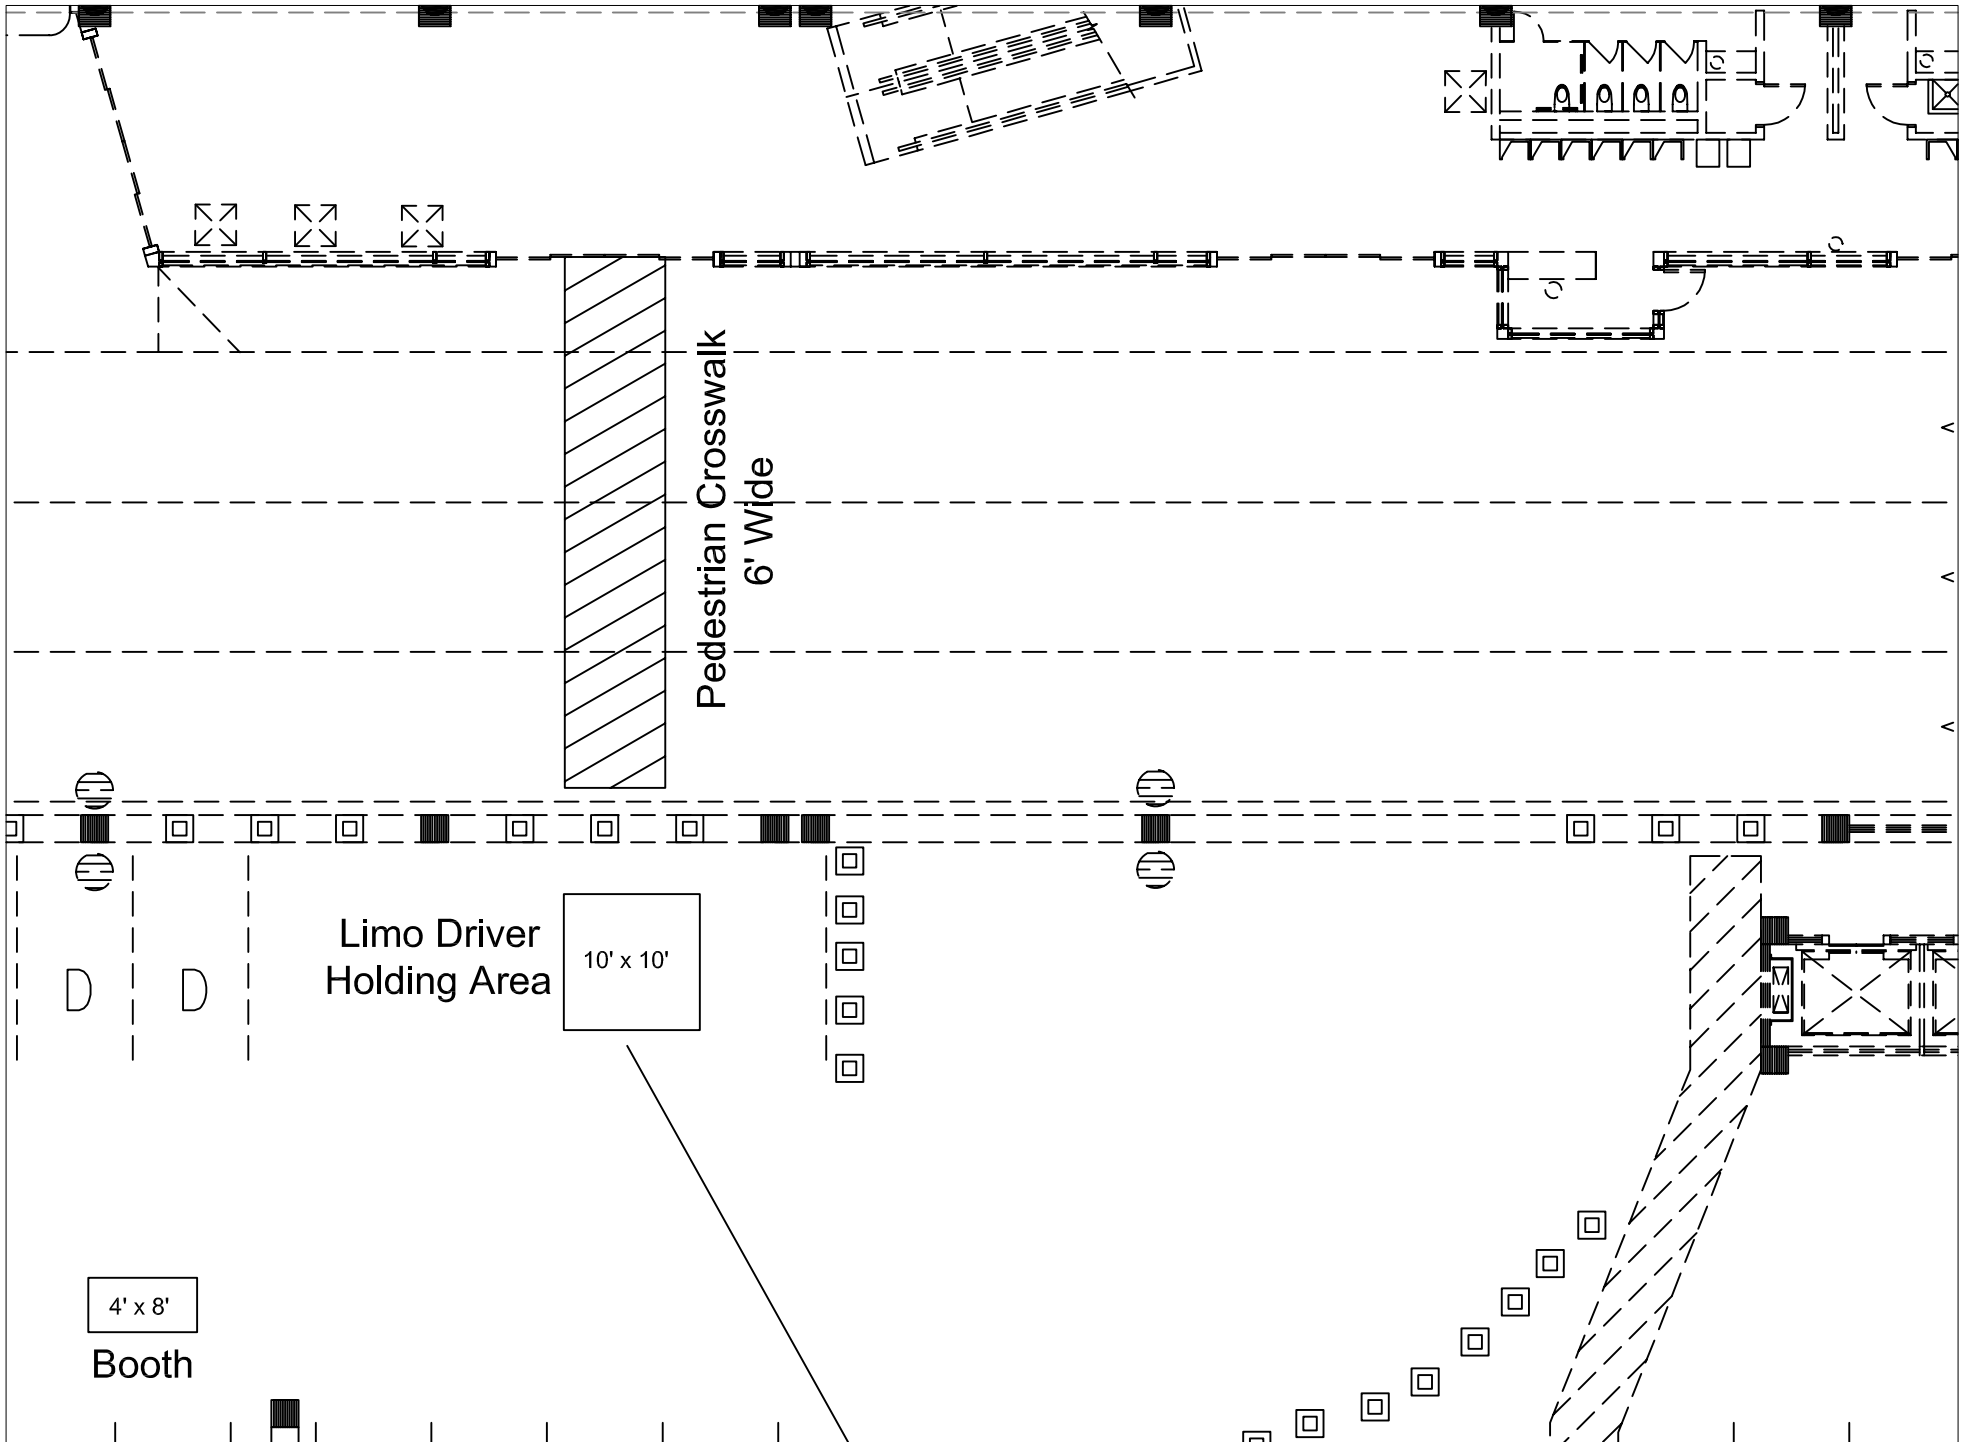 Pedestrian Crosswalk
6' Wide
Limo Driver
Holding Area
10' x 10'
4' x 8'
Booth